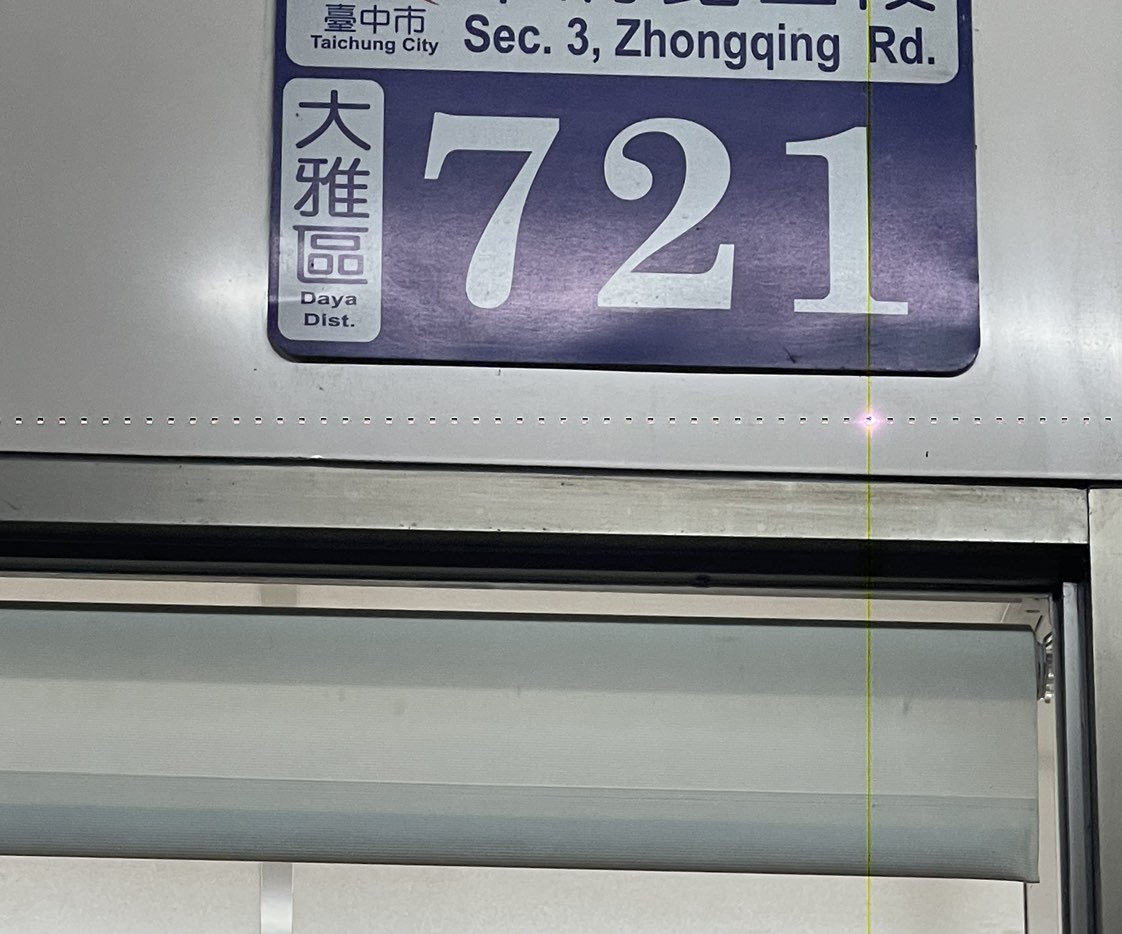 臺中市
Taichung City
Sec. 3, Zhongqing Rd.
大雅區
Daya
Dist.
721